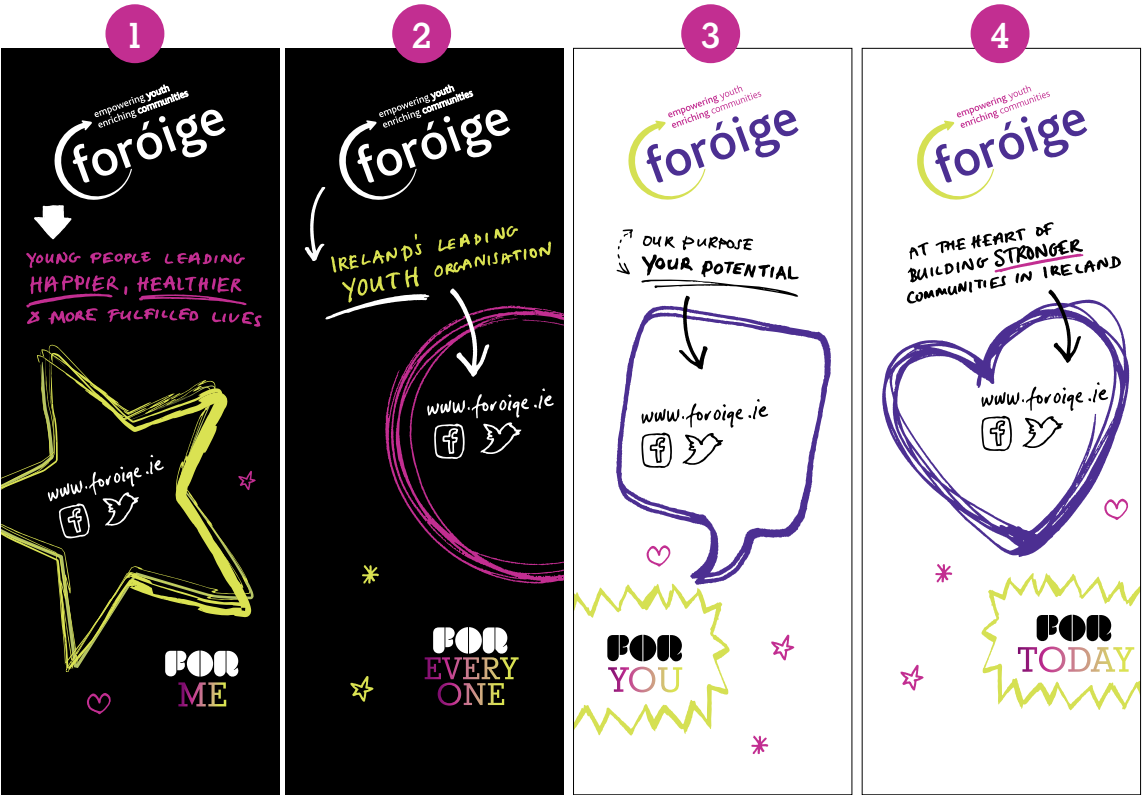 1
empowering youth
enriching communities
foróige
YOUNG PEOPLE LEADING
HAPPIER, HEALTHIER
& MORE FULFILLED LIVES
www.foroige.ie
f
FOR
ME
2
empowering youth
enriching communities
foróige
IRELAND'S LEADING
YOUTH ORGANISATION
www.foroige.ie
f
FOR
EVERY
ONE
3
empowering youth
enriching communities
foróige
OUR PURPOSE
YOUR POTENTIAL
www.foroige.ie
f
FOR
YOU
4
empowering youth
enriching communities
foróige
AT THE HEART OF
BUILDING STRONGER
COMMUNITIES IN IRELAND
www.foroige.ie
f
FOR
TODAY